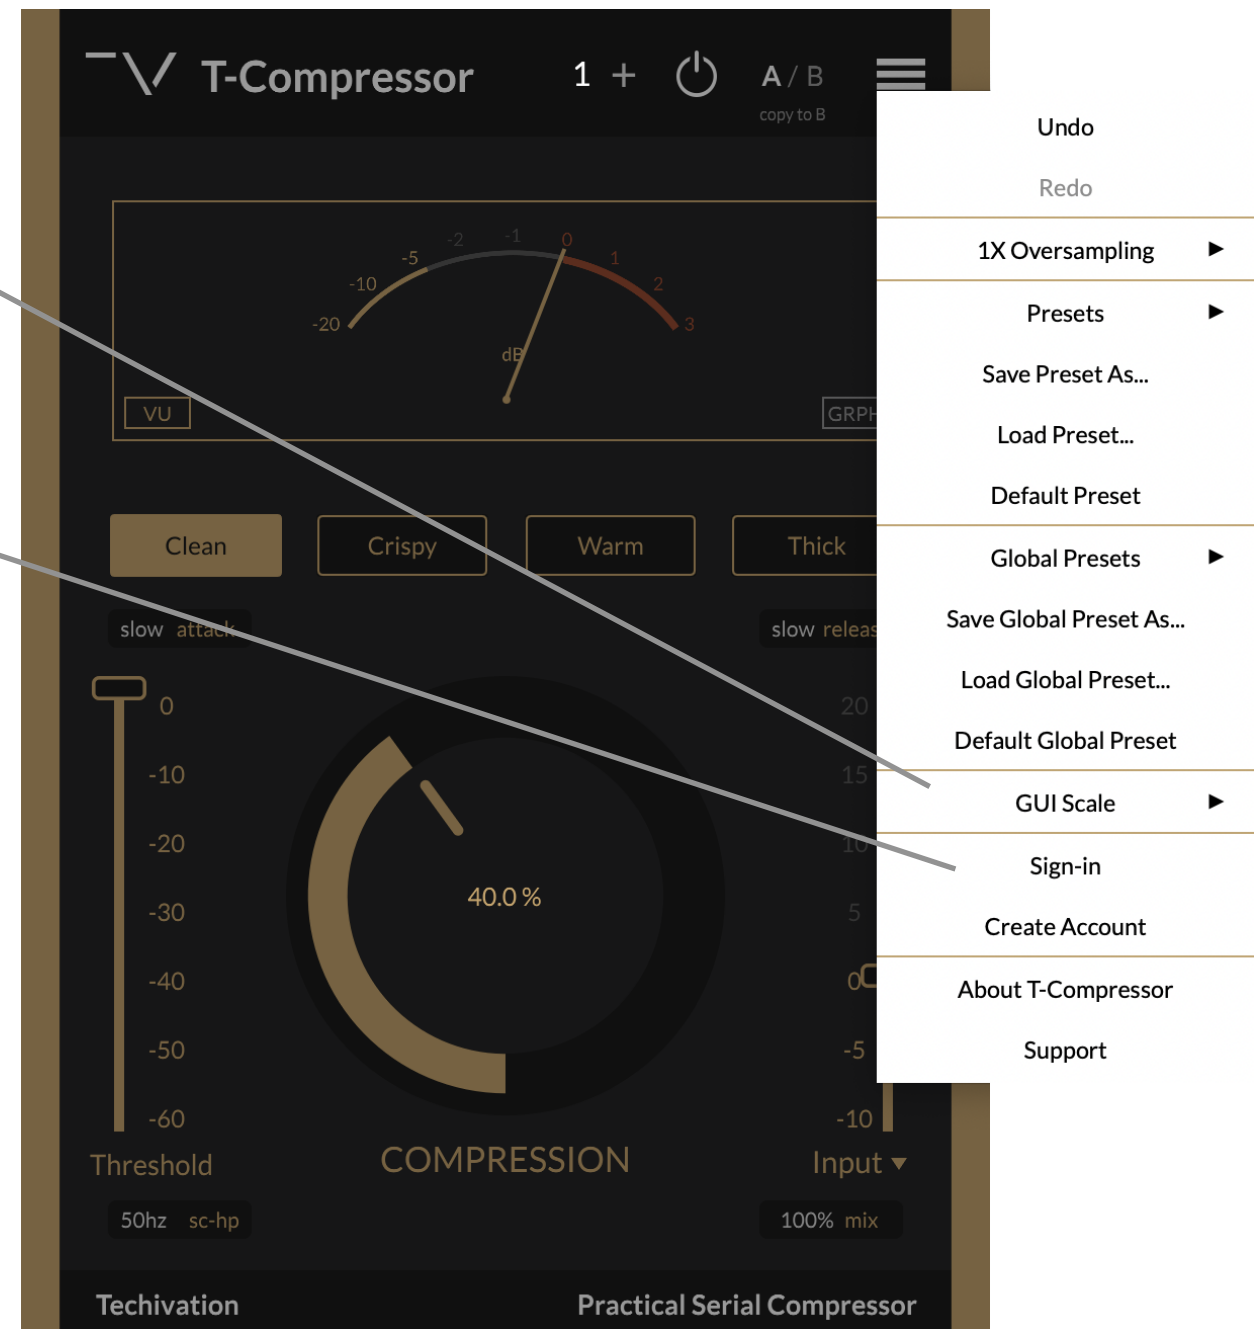 T-Compressor 1 + A / B
copy to B
Undo
Redo
1X Oversampling
Presets
Save Preset As...
Load Preset...
Default Preset
Global Presets
Save Global Preset As...
Load Global Preset...
Default Global Preset
GUI Scale
Sign-in
Create Account
About T-Compressor
Support
-20 -10 -5 -2 -1 0 1 2 3
dB
VU GRPH
Clean Crispy Warm Thick
slow attack slow releas
0 20
-10 15
-20 10
40.0 %
-30 5
-40 0
-50 -5
-60 -10
Threshold COMPRESSION Input
50hz sc-hp 100% mix
Techivation Practical Serial Compressor